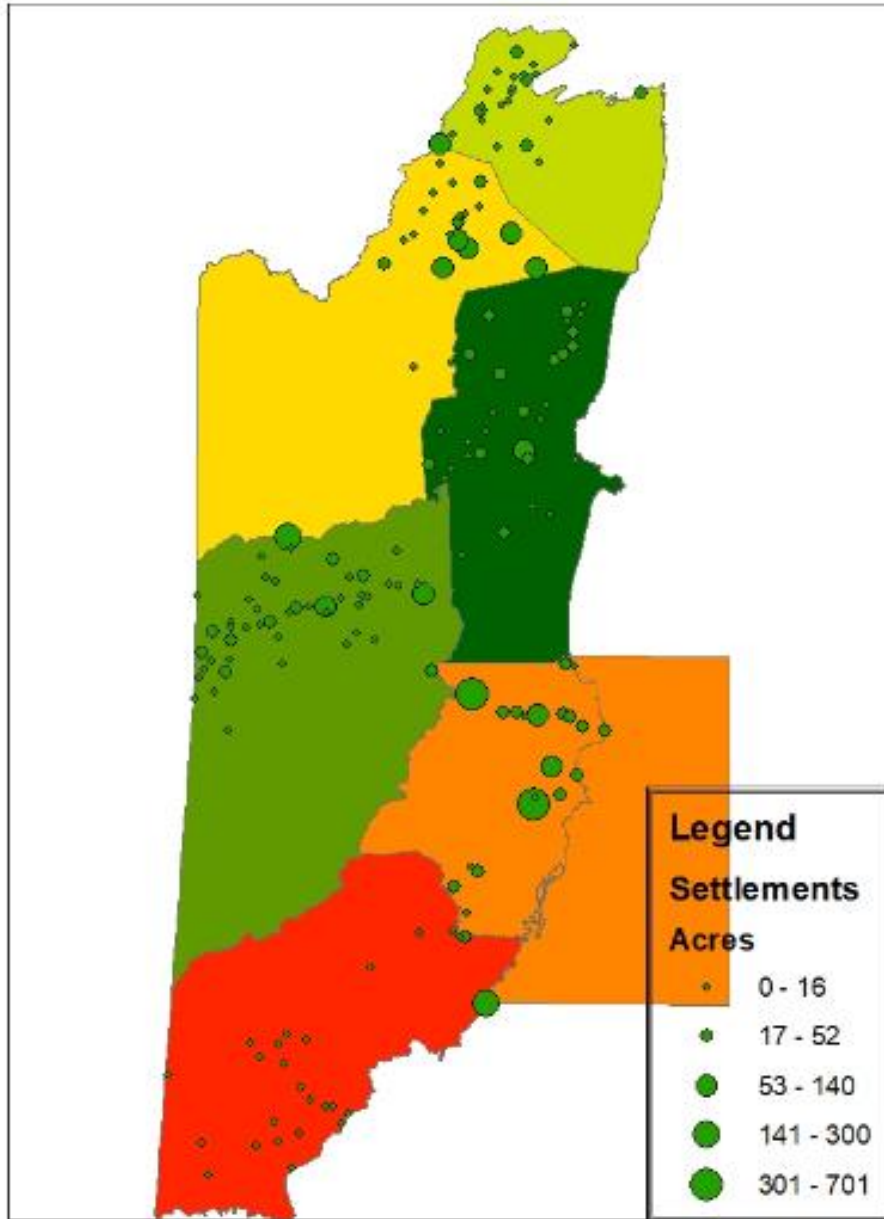 Legend
Settlements
Acres
0 - 16
17 - 52
53 - 140
141 - 300
301 - 701